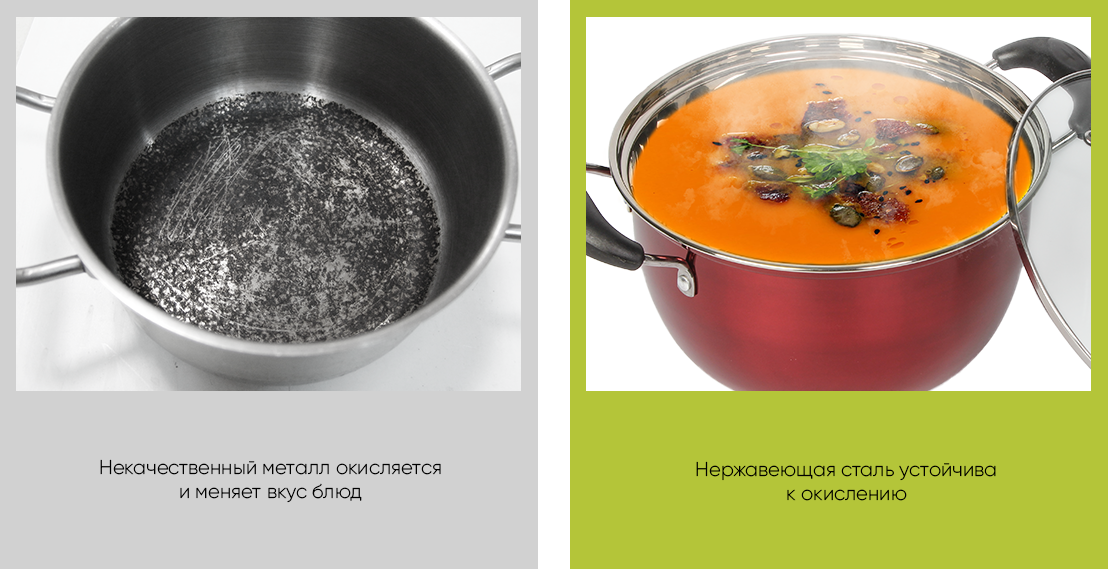 Некачественный металл окисляется
и меняет вкус блюд
Нержавеющая сталь устойчива
к окислению